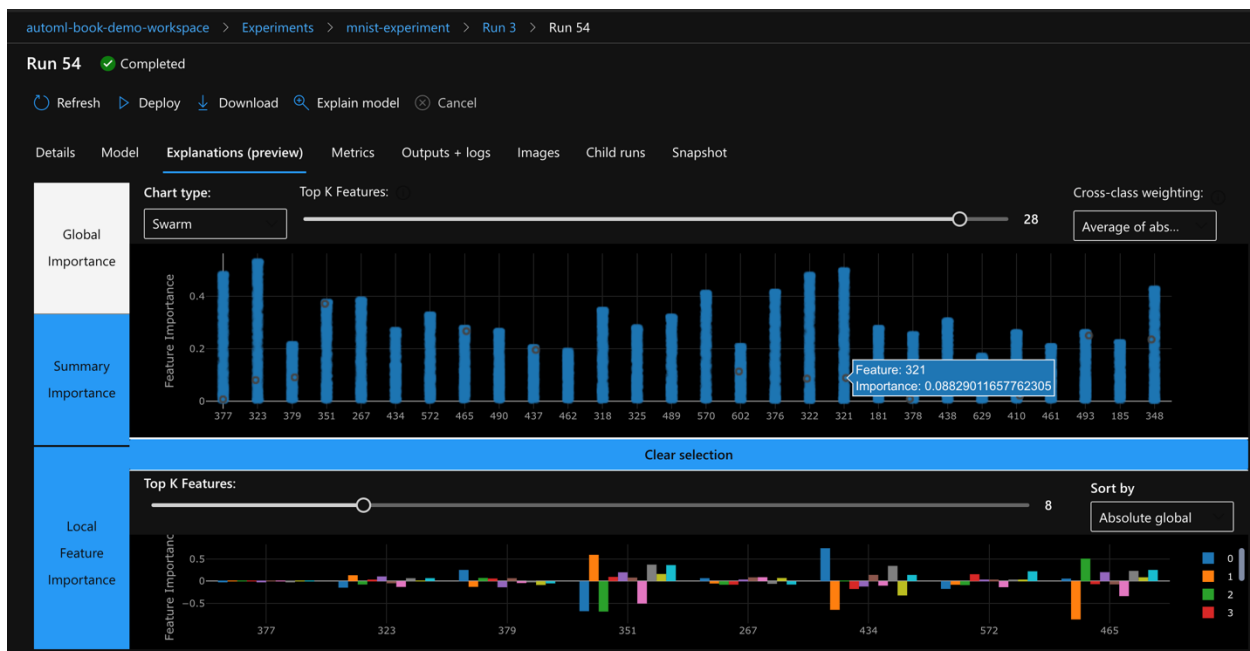 automl-book-demo-workspace > Experiments > mnist-experiment > Run 3 > Run 54
Run 54 Completed
Refresh Deploy Download Explain model Cancel
Details Model Explanations (preview) Metrics Outputs + logs Images Child runs Snapshot
Global
Importance
Summary
Importance
Local
Feature
Importance
Chart type:
Swarm
Top K Features:
28
Cross-class weighting:
Average of abs...
Feature Importance
0.4
0.2
0
377 323 379 351 267 434 572 465 490 437 462 318 325 489 570 602 376 322 321 181 378 438 629 410 461 493 185 348
Feature: 321
Importance: 0.08829011657762305
Clear selection
Top K Features:
8
Sort by
Absolute global
Feature Importanc
0.5
0
−0.5
377 323 379 351 267 434 572 465
0
1
2
3